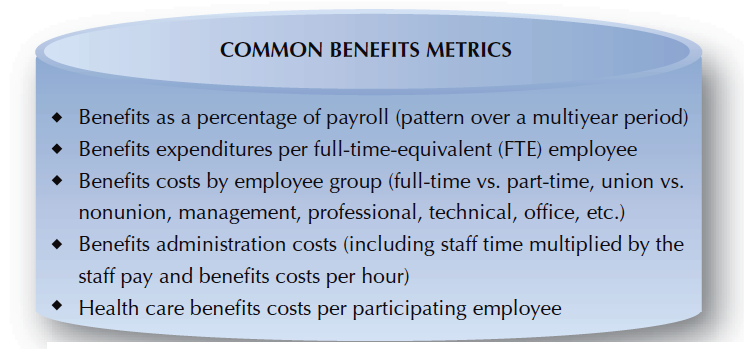 COMMON BENEFITS METRICS
◆ Benefits as a percentage of payroll (pattern over a multiyear period)
◆ Benefits expenditures per full-time-equivalent (FTE) employee
◆ Benefits costs by employee group (full-time vs. part-time, union vs.
nonunion, management, professional, technical, office, etc.)
◆ Benefits administration costs (including staff time multiplied by the
staff pay and benefits costs per hour)
◆ Health care benefits costs per participating employee